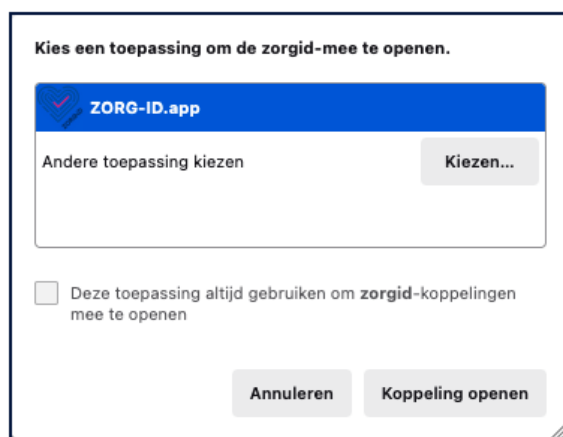 Kies een toepassing om de zorgid-mee te openen.
ZORG-ID.app
Andere toepassing kiezen
Kiezen...
Deze toepassing altijd gebruiken om zorgid-koppelingen
mee te openen
Annuleren
Koppeling openen